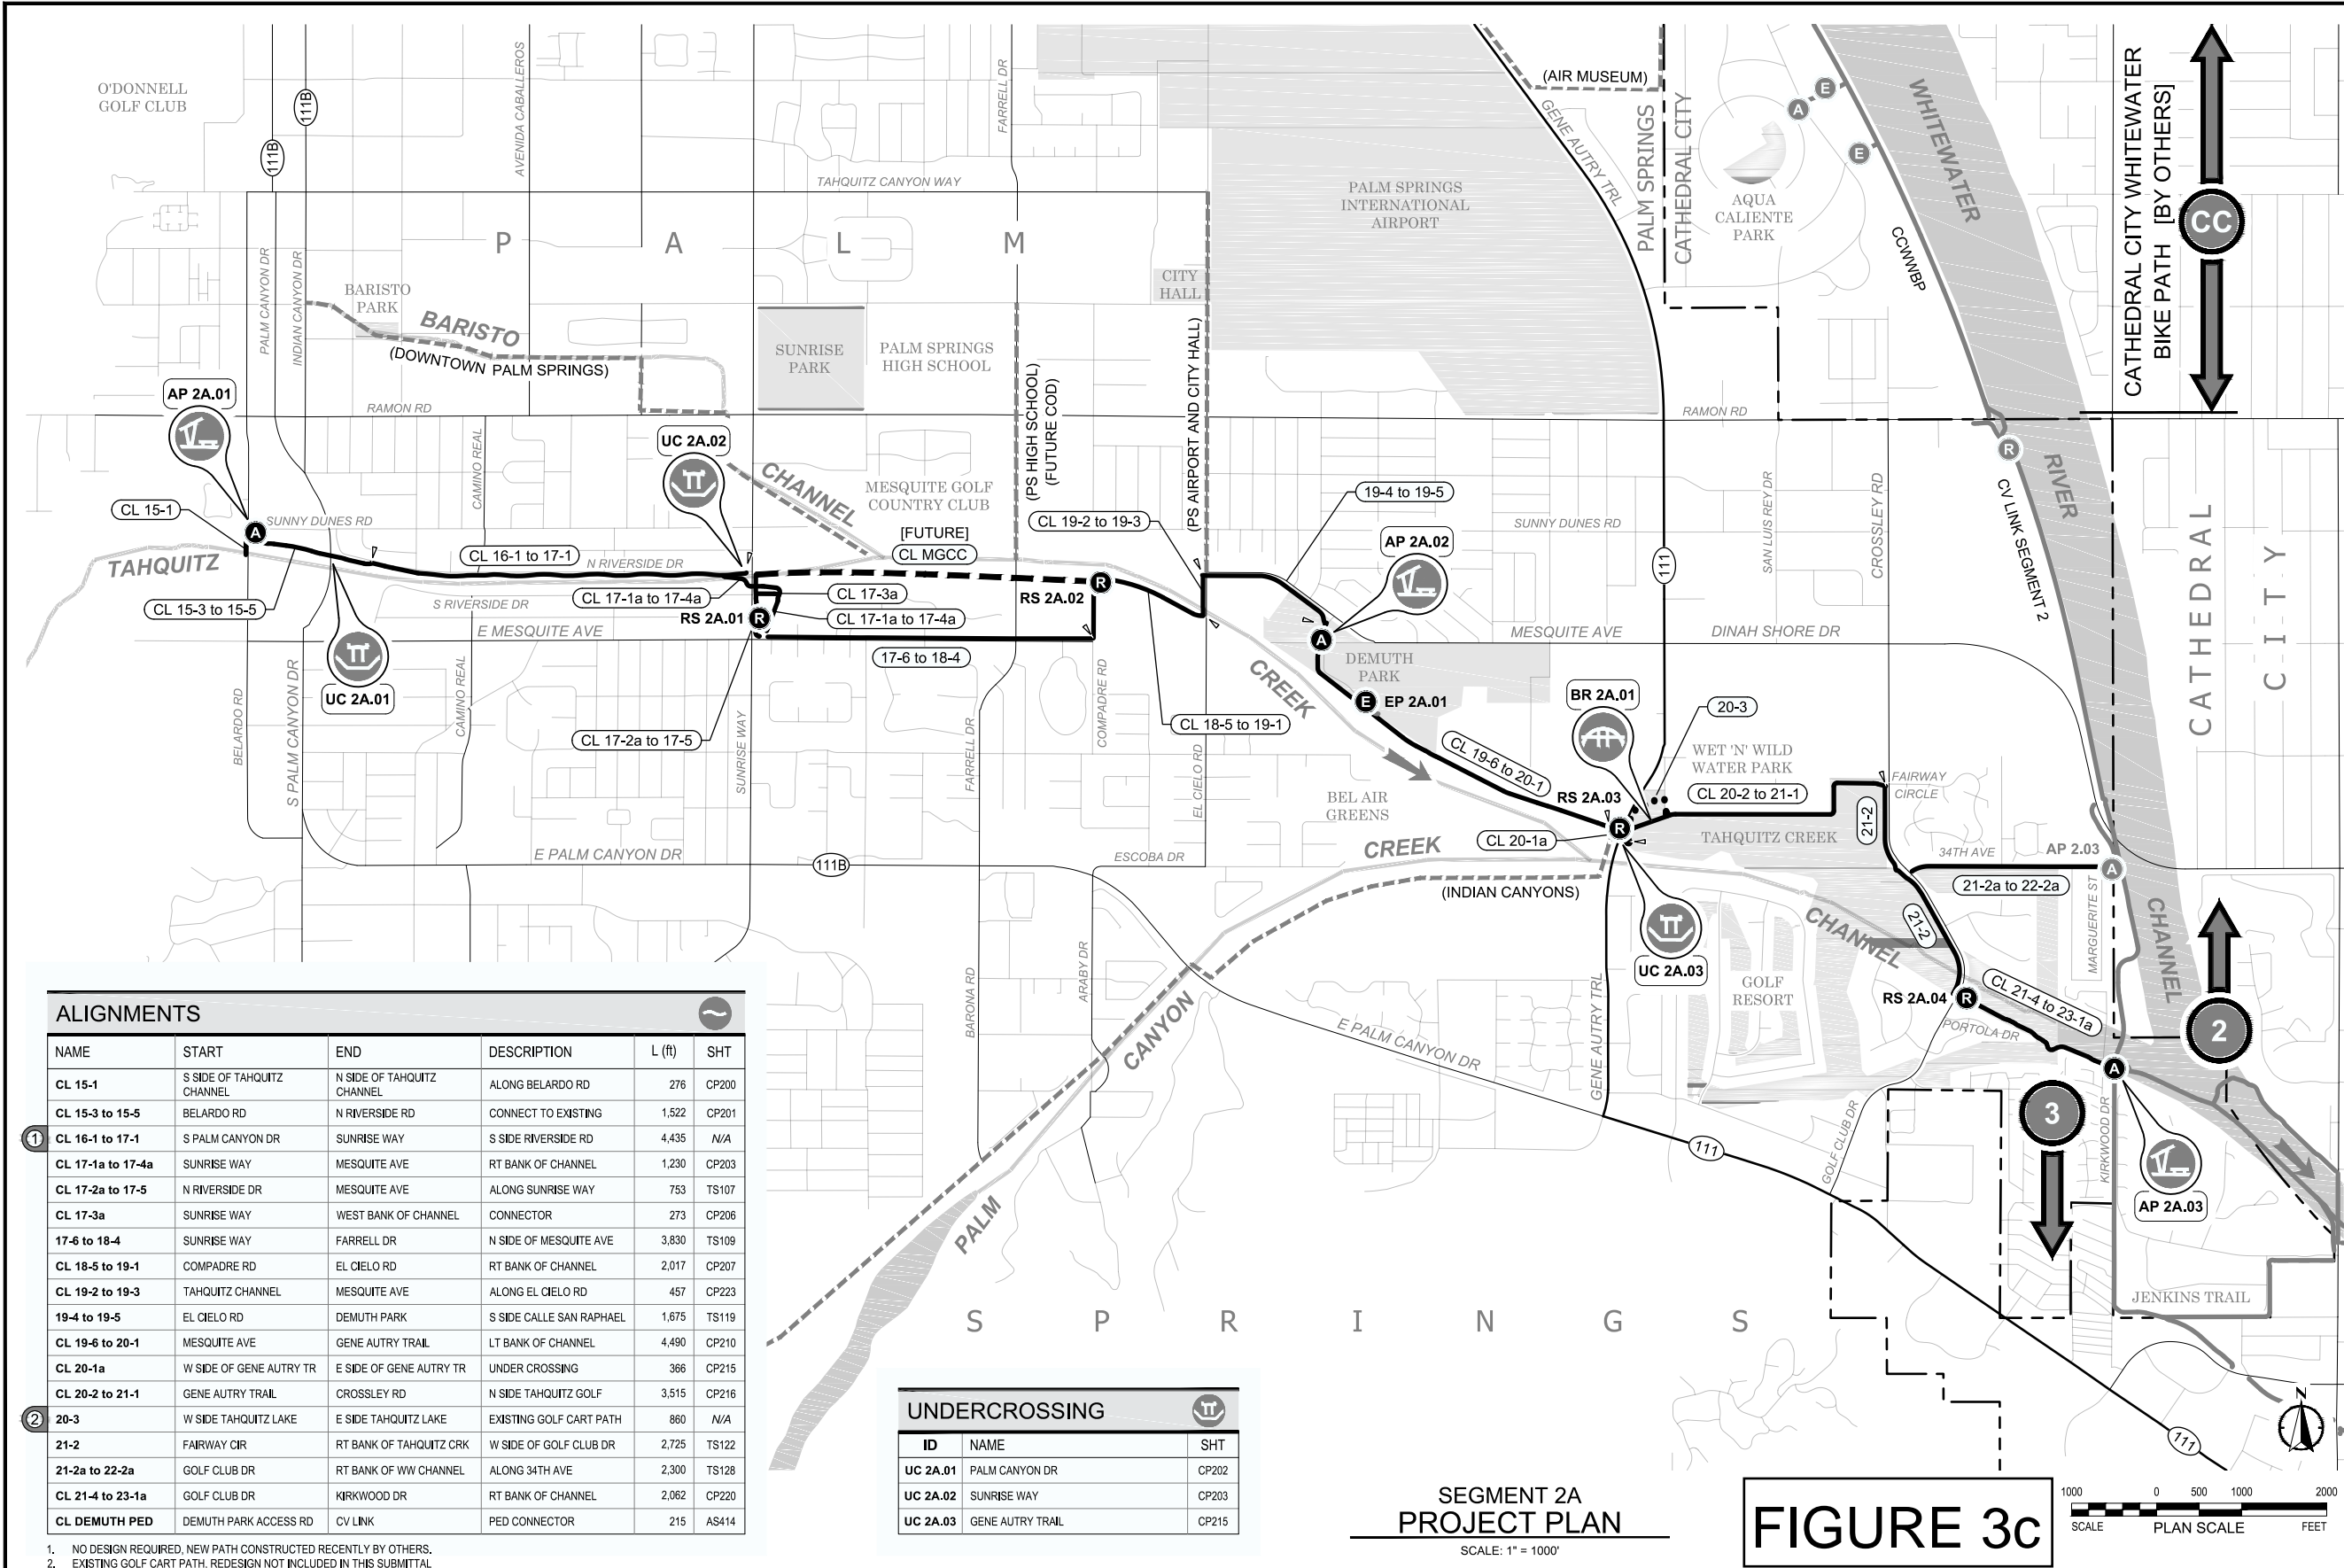 O'DONNELL
GOLF CLUB
111B
111B
AVENIDA CABALLEROS
FARRELL DR
(AIR MUSEUM)
GENE AUTRY TRL
PALM SPRINGS
CATHEDRAL CITY
E
A
E
AQUA
CALIENTE
PARK
WHITEWATER
CATHEDRAL CITY WHITEWATER
BIKE PATH [BY OTHERS]
CC
TAHQUITZ CANYON WAY
PALM SPRINGS
INTERNATIONAL
AIRPORT
P A L M
PALM CANYON DR
INDIAN CANYON DR
BARISTO
PARK
BARISTO
(DOWNTOWN PALM SPRINGS)
SUNRISE
PARK
PALM SPRINGS
HIGH SCHOOL
CITY
HALL
(PS HIGH SCHOOL)
(FUTURE COD)
(PS AIRPORT AND CITY HALL)
CCWWBP
AP 2A.01
RAMON RD
RAMON RD
UC 2A.02
CAMINO REAL
CHANNEL
MESQUITE GOLF
COUNTRY CLUB
[FUTURE]
CL MGCC
CL 19-2 to 19-3
19-4 to 19-5
AP 2A.02
SUNNY DUNES RD
111
SAN LUIS REY DR
CROSSLEY RD
R
RIVER
CV LINK SEGMENT 2
CATHEDRAL
CITY
CL 15-1
A
SUNNY DUNES RD
TAHQUITZ
CL 16-1 to 17-1
N RIVERSIDE DR
CL 15-3 to 15-5
S RIVERSIDE DR
CL 17-1a to 17-4a
CL 17-3a
RS 2A.01
R
CL 17-1a to 17-4a
RS 2A.02
R
E MESQUITE AVE
17-6 to 18-4
UC 2A.01
A
MESQUITE AVE
DINAH SHORE DR
DEMUTH
PARK
CREEK
E
EP 2A.01
BR 2A.01
20-3
BELARDO RD
S PALM CANYON DR
CAMINO REAL
CL 17-2a to 17-5
SUNRISE WAY
FARRELL DR
COMPADRE RD
CL 18-5 to 19-1
EL CIELO RD
CL 19-6 to 20-1
WET 'N' WILD
WATER PARK
CL 20-2 to 21-1
FAIRWAY
CIRCLE
BEL AIR
GREENS
RS 2A.03
R
CL 20-1a
TAHQUITZ CREEK
21-2
E PALM CANYON DR
111B
ESCOBA DR
CREEK
(INDIAN CANYONS)
34TH AVE
AP 2.03
A
21-2a to 22-2a
MARGUERITE ST
CHANNEL
21-2
CHANNEL
UC 2A.03
GOLF
RESORT
RS 2A.04
R
CL 21-4 to 23-1a
PORTOLA DR
2
A
BARONA RD
ARABY DR
CANYON
PALM
E PALM CANYON DR
GENE AUTRY TRL
111
GOLF CLUB DR
3
KIRKWOOD DR
AP 2A.03
JENKINS TRAIL
S P R I N G S
111
N
ALIGNMENTS
NAME START END DESCRIPTION L (ft) SHT
CL 15-1 S SIDE OF TAHQUITZ CHANNEL N SIDE OF TAHQUITZ CHANNEL ALONG BELARDO RD 276 CP200
CL 15-3 to 15-5 BELARDO RD N RIVERSIDE RD CONNECT TO EXISTING 1,522 CP201
1 CL 16-1 to 17-1 S PALM CANYON DR SUNRISE WAY S SIDE RIVERSIDE RD 4,435 N/A
CL 17-1a to 17-4a SUNRISE WAY MESQUITE AVE RT BANK OF CHANNEL 1,230 CP203
CL 17-2a to 17-5 N RIVERSIDE DR MESQUITE AVE ALONG SUNRISE WAY 753 TS107
CL 17-3a SUNRISE WAY WEST BANK OF CHANNEL CONNECTOR 273 CP206
17-6 to 18-4 SUNRISE WAY FARRELL DR N SIDE OF MESQUITE AVE 3,830 TS109
CL 18-5 to 19-1 COMPADRE RD EL CIELO RD RT BANK OF CHANNEL 2,017 CP207
CL 19-2 to 19-3 TAHQUITZ CHANNEL MESQUITE AVE ALONG EL CIELO RD 457 CP223
19-4 to 19-5 EL CIELO RD DEMUTH PARK S SIDE CALLE SAN RAPHAEL 1,675 TS119
CL 19-6 to 20-1 MESQUITE AVE GENE AUTRY TRAIL LT BANK OF CHANNEL 4,490 CP210
CL 20-1a W SIDE OF GENE AUTRY TR E SIDE OF GENE AUTRY TR UNDER CROSSING 366 CP215
CL 20-2 to 21-1 GENE AUTRY TRAIL CROSSLEY RD N SIDE TAHQUITZ GOLF 3,515 CP216
2 20-3 W SIDE TAHQUITZ LAKE E SIDE TAHQUITZ LAKE EXISTING GOLF CART PATH 860 N/A
21-2 FAIRWAY CIR RT BANK OF TAHQUITZ CRK W SIDE OF GOLF CLUB DR 2,725 TS122
21-2a to 22-2a GOLF CLUB DR RT BANK OF WW CHANNEL ALONG 34TH AVE 2,300 TS128
CL 21-4 to 23-1a GOLF CLUB DR KIRKWOOD DR RT BANK OF CHANNEL 2,062 CP220
CL DEMUTH PED DEMUTH PARK ACCESS RD CV LINK PED CONNECTOR 215 AS414
1. NO DESIGN REQUIRED, NEW PATH CONSTRUCTED RECENTLY BY OTHERS.
2. EXISTING GOLF CART PATH, REDESIGN NOT INCLUDED IN THIS SUBMITTAL
UNDERCROSSING
ID NAME SHT
UC 2A.01 PALM CANYON DR CP202
UC 2A.02 SUNRISE WAY CP203
UC 2A.03 GENE AUTRY TRAIL CP215
SEGMENT 2A
PROJECT PLAN
SCALE: 1" = 1000'
FIGURE 3c
1000 0 500 1000 2000
SCALE PLAN SCALE FEET